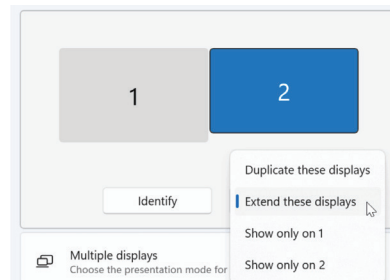 1
2
Identify
Duplicate these displays
Extend these displays
Show only on 1
Show only on 2
Multiple displays
Choose the presentation mode for